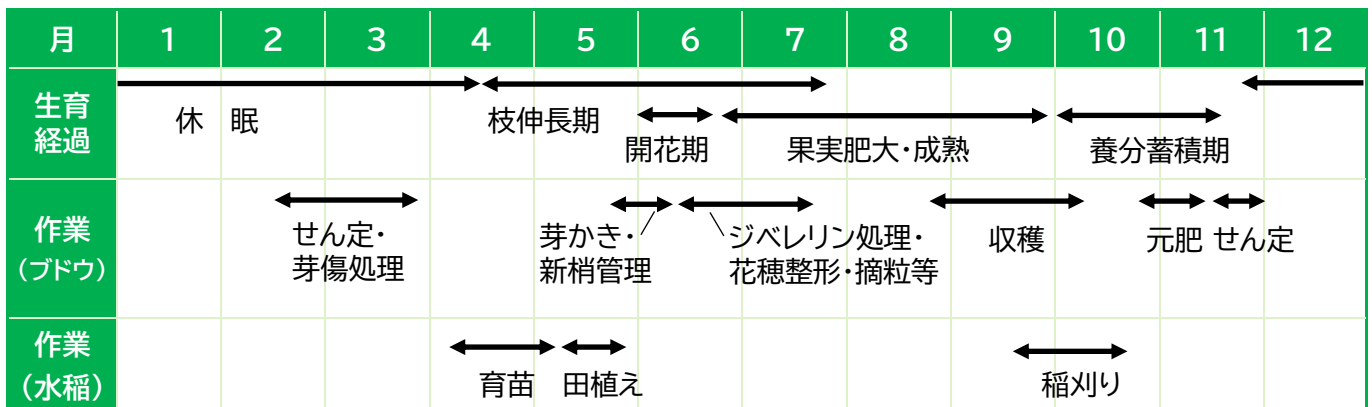 月 1 2 3 4 5 6 7 8 9 10 11 12
生育
経過
休 眠
枝伸長期
開花期
果実肥大・成熟
養分蓄積期
作業
(ブドウ)
せん定・
芽傷処理
芽かき・
新梢管理
ジベレリン処理・
花穂整形・摘粒等
収穫
元肥
せん定
作業
(水稲)
育苗
田植え
稲刈り